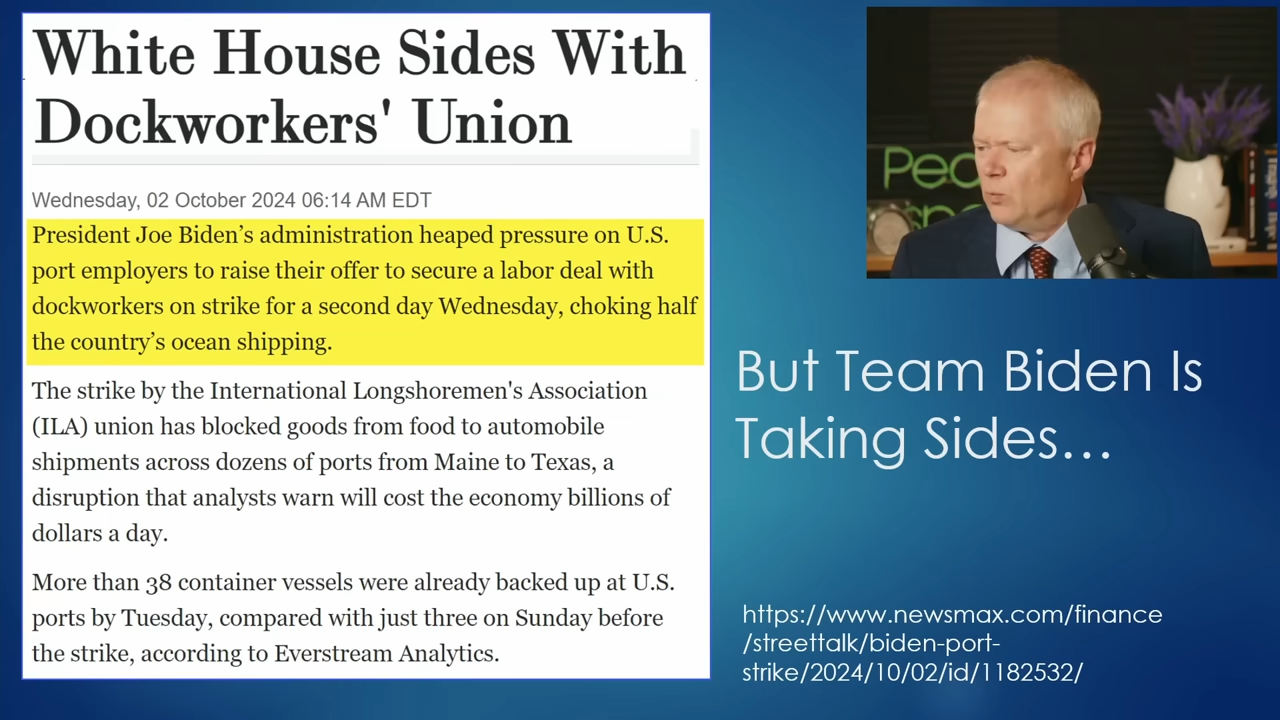 White House Sides With
Dockworkers' Union
Wednesday, 02 October 2024 06:14 AM EDT
President Joe Biden’s administration heaped pressure on U.S.
port employers to raise their offer to secure a labor deal with
dockworkers on strike for a second day Wednesday, choking half
the country’s ocean shipping.
The strike by the International Longshoremen's Association
(ILA) union has blocked goods from food to automobile
shipments across dozens of ports from Maine to Texas, a
disruption that analysts warn will cost the economy billions of
dollars a day.
More than 38 container vessels were already backed up at U.S.
ports by Tuesday, compared with just three on Sunday before
the strike, according to Everstream Analytics.
But Team Biden Is
Taking Sides…
https://www.newsmax.com/finance
/streettalk/biden-port-
strike/2024/10/02/id/1182532/